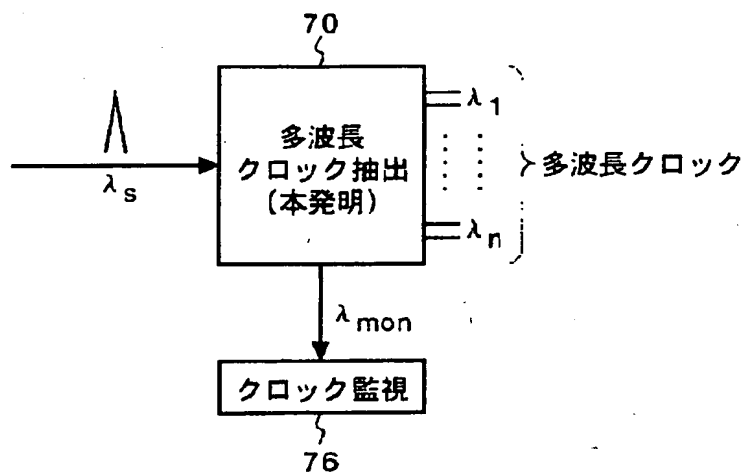 70
多波長
クロック抽出
(本発明)
λs
λ1
λn
多波長クロック
λmon
クロック監視
76